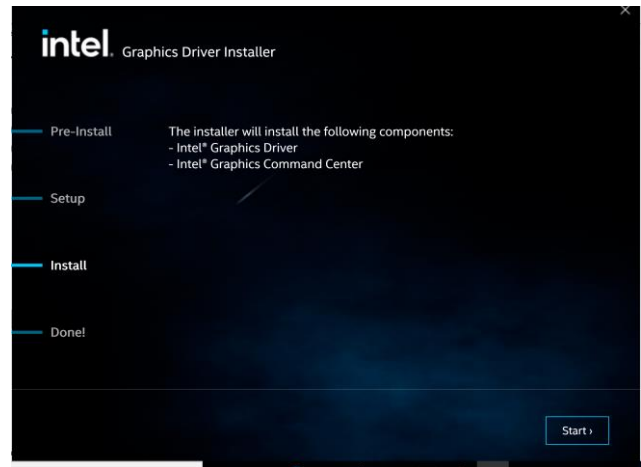 intel. Graphics Driver Installer
Pre-Install
The installer will install the following components:
- Intel® Graphics Driver
- Intel® Graphics Command Center
Setup
Install
Done!
Start ›